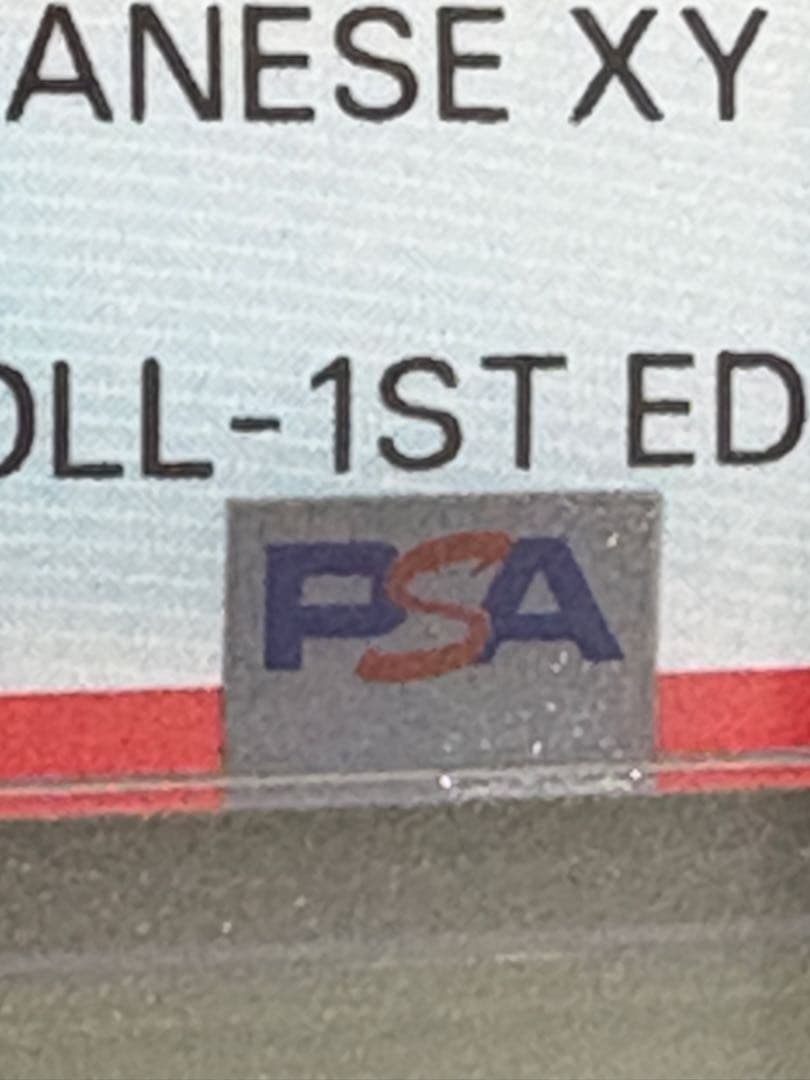 ANESE XY
OLL-1ST ED
PSA